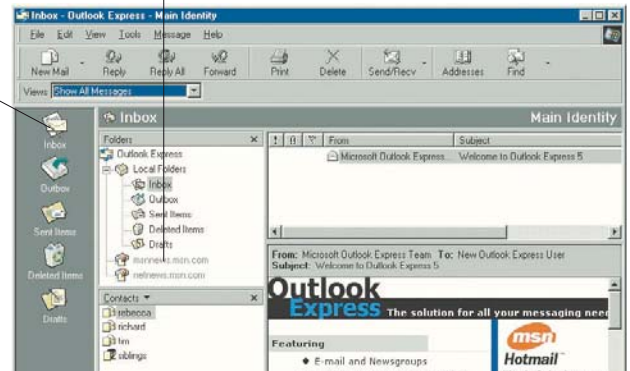 Inbox - Outlook Express - Main Identity
File Edit View Tools Message Help
New Mail Reply Reply All Forward Print Delete Send/Recv Addresses Find
Views Show All Messages
Inbox Main Identity
Inbox
Outbox
Sent Items
Deleted Items
Drafts
Folders
Outlook Express
Local Folders
Inbox
Outbox
Sent Items
Deleted Items
Drafts
msnnews.msn.com
netnews.msn.com
Contacts
rebecca
richard
tim
siblings
! From Subject
Microsoft Outlook Express... Welcome to Outlook Express 5
From: Microsoft Outlook Express Team To: New Outlook Express User
Subject: Welcome to Outlook Express 5
Outlook
Express The solution for all your messaging need
Featuring
E-mail and Newsgroups
msn
Hotmail